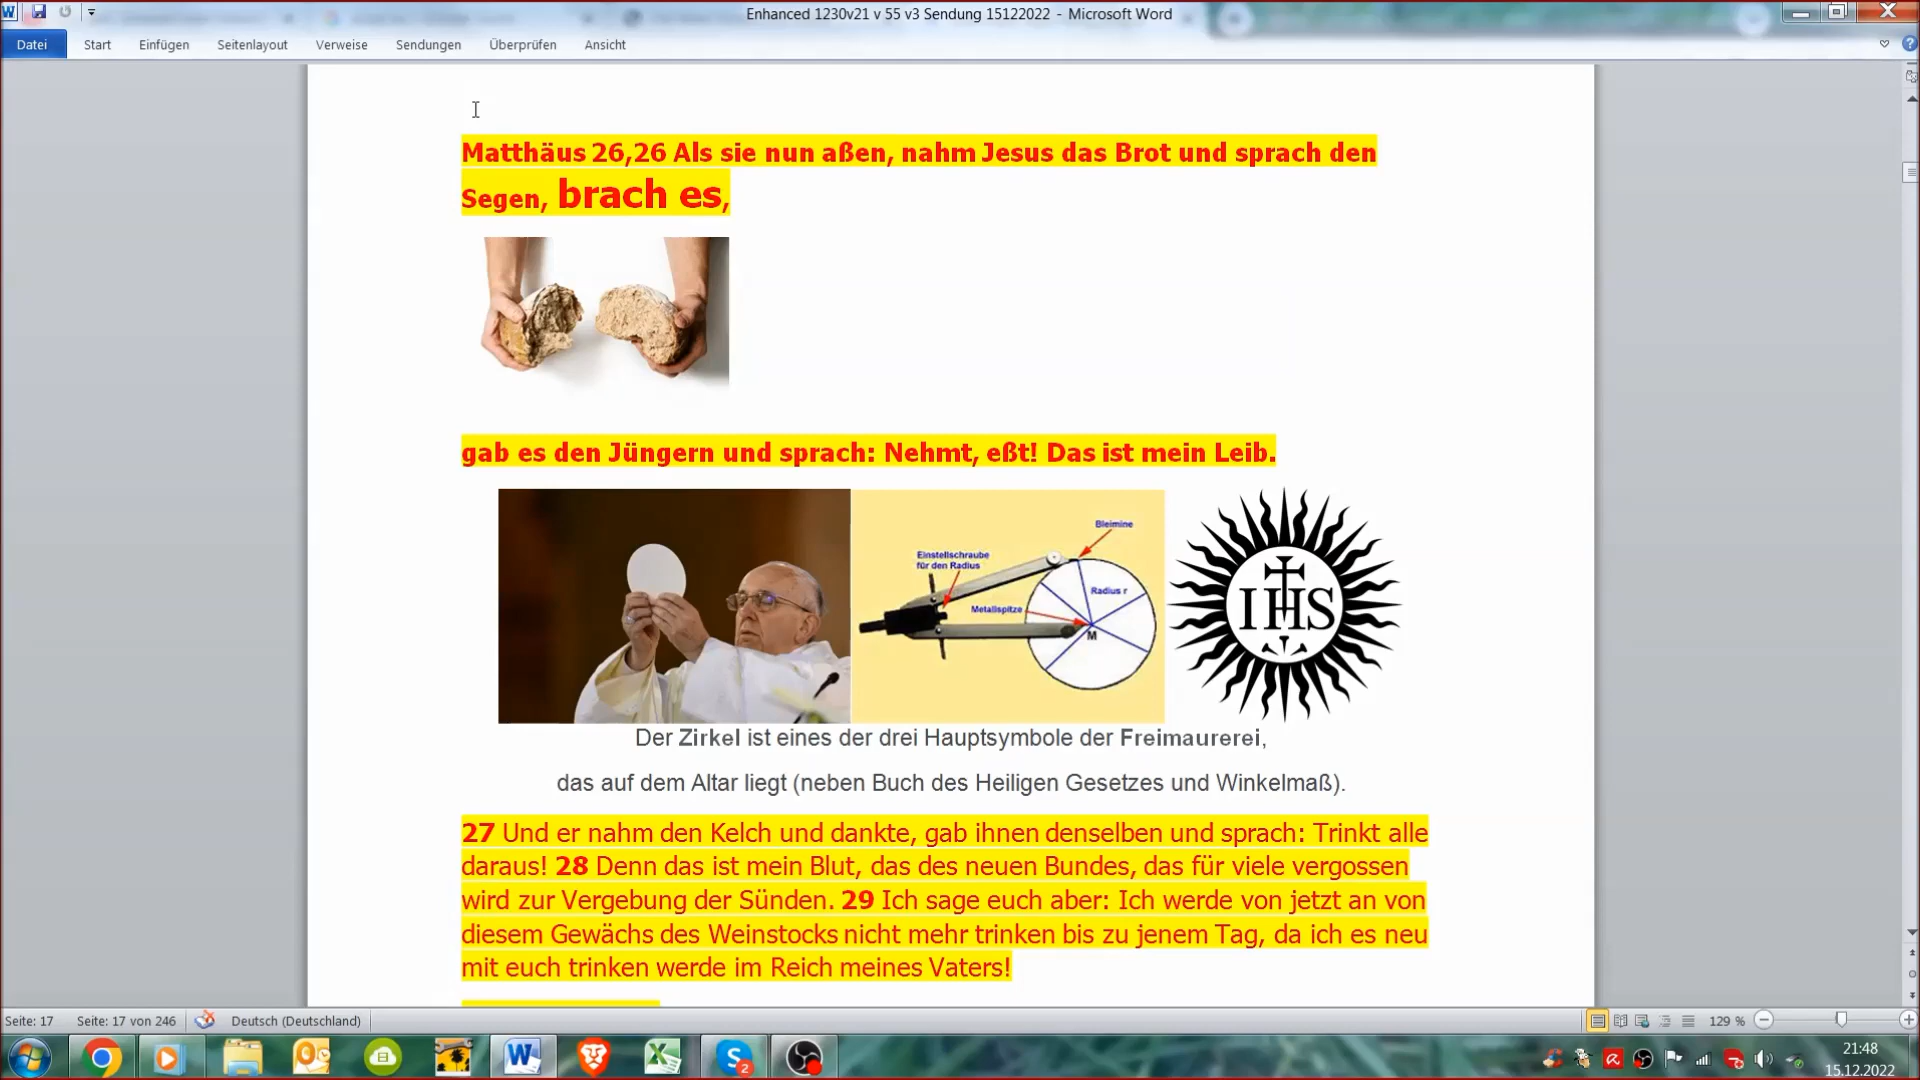 Enhanced 1230v21 v 55 v3 Sendung 15122022 - Microsoft Word
Datei Start Einfügen Seitenlayout Verweise Sendungen Überprüfen Ansicht
Matthäus 26,26 Als sie nun aßen, nahm Jesus das Brot und sprach den
Segen, brach es,
gab es den Jüngern und sprach: Nehmt, eßt! Das ist mein Leib.
Bleimine
Einstellschraube
für den Radius
Radius r
Metallspitze
M
IHS
Der Zirkel ist eines der drei Hauptsymbole der Freimaurerei,
das auf dem Altar liegt (neben Buch des Heiligen Gesetzes und Winkelmaß).
27 Und er nahm den Kelch und dankte, gab ihnen denselben und sprach: Trinkt alle
daraus! 28 Denn das ist mein Blut, das des neuen Bundes, das für viele vergossen
wird zur Vergebung der Sünden. 29 Ich sage euch aber: Ich werde von jetzt an von
diesem Gewächs des Weinstocks nicht mehr trinken bis zu jenem Tag, da ich es neu
mit euch trinken werde im Reich meines Vaters!
Seite: 17 Seite: 17 von 246 Deutsch (Deutschland) 129 %
21:48
15.12.2022